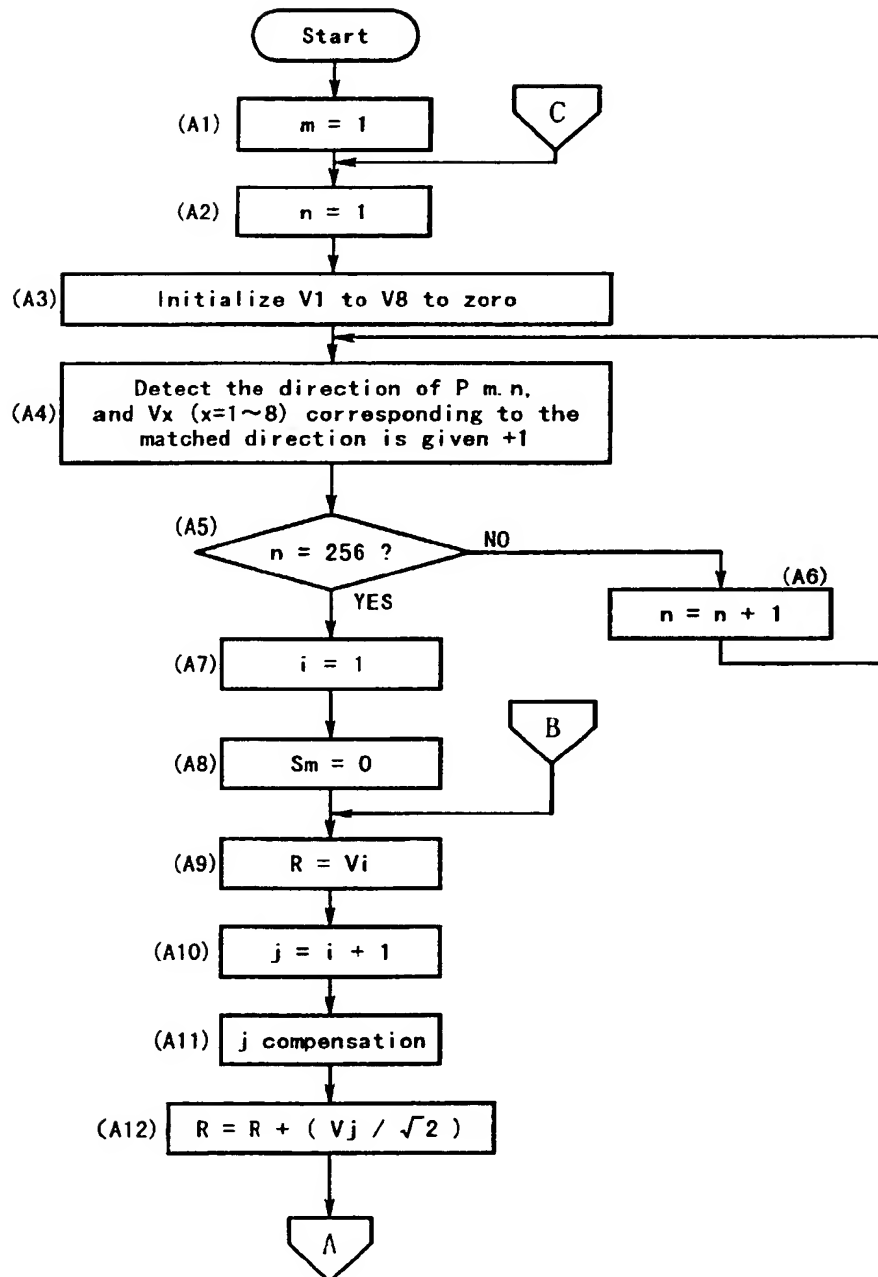 Start
(A1)
m = 1
C
(A2)
n = 1
(A3)
Initialize V1 to V8 to zoro
(A4)
Detect the direction of P m.n,
and Vx (x=1~8) corresponding to the
matched direction is given +1
(A5)
n = 256 ?
NO
YES
(A6)
n = n + 1
(A7)
i = 1
B
(A8)
Sm = 0
(A9)
R = Vi
(A10)
j = i + 1
(A11)
j compensation
(A12)
R = R + ( Vj / √2 )
A